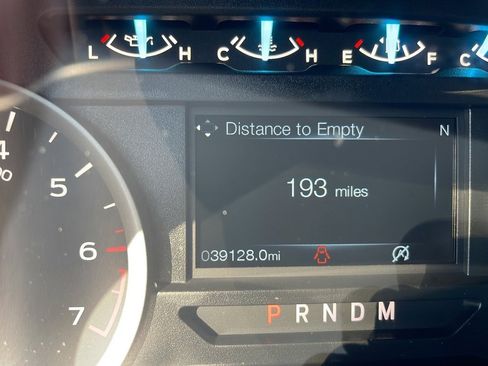 L H C H E F C
Distance to Empty N
4
5
193 miles
6
039128.0mi
7
P R N D M